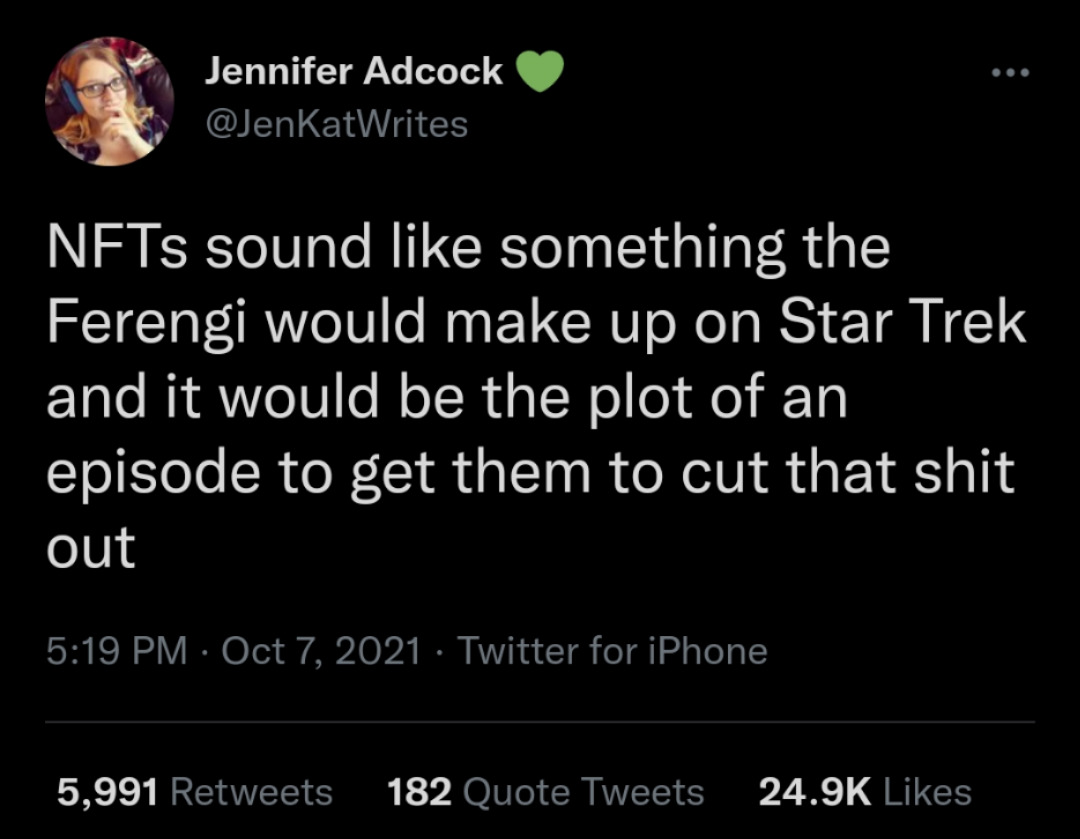 Jennifer Adcock 💚
@JenKatWrites
NFTs sound like something the
Ferengi would make up on Star Trek
and it would be the plot of an
episode to get them to cut that shit
out
5:19 PM · Oct 7, 2021 · Twitter for iPhone
5,991 Retweets 182 Quote Tweets 24.9K Likes